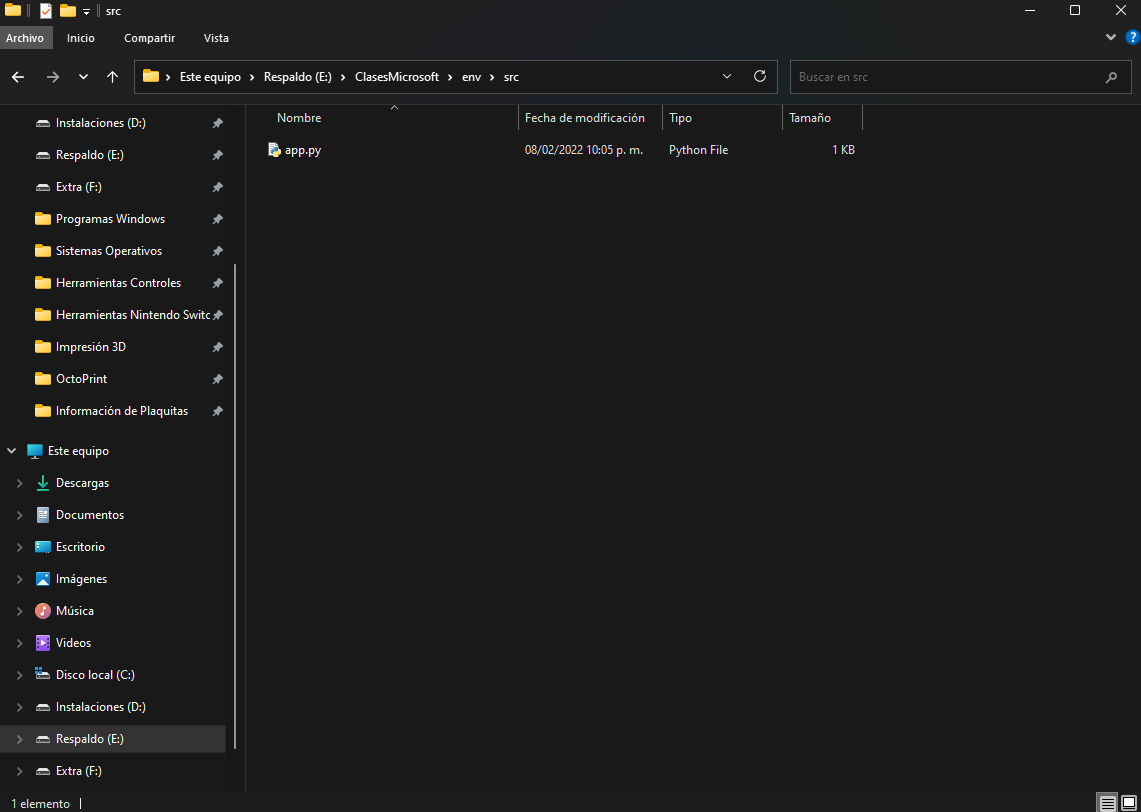 src
Archivo Inicio Compartir Vista
Este equipo Respaldo (E:) ClasesMicrosoft env src
Buscar en src
Instalaciones (D:)
Respaldo (E:)
Extra (F:)
Programas Windows
Sistemas Operativos
Herramientas Controles
Herramientas Nintendo Switc
Impresión 3D
OctoPrint
Información de Plaquitas
Este equipo
Descargas
Documentos
Escritorio
Imágenes
Música
Videos
Disco local (C:)
Instalaciones (D:)
Respaldo (E:)
Extra (F:)
Nombre Fecha de modificación Tipo Tamaño
app.py 08/02/2022 10:05 p. m. Python File 1 KB
1 elemento